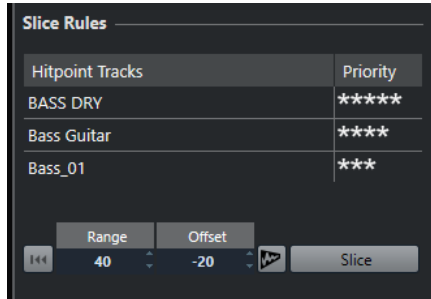 Slice Rules
Hitpoint Tracks Priority
BASS DRY *****
Bass Guitar ****
Bass_01 ***
Range Offset
40 -20 Slice